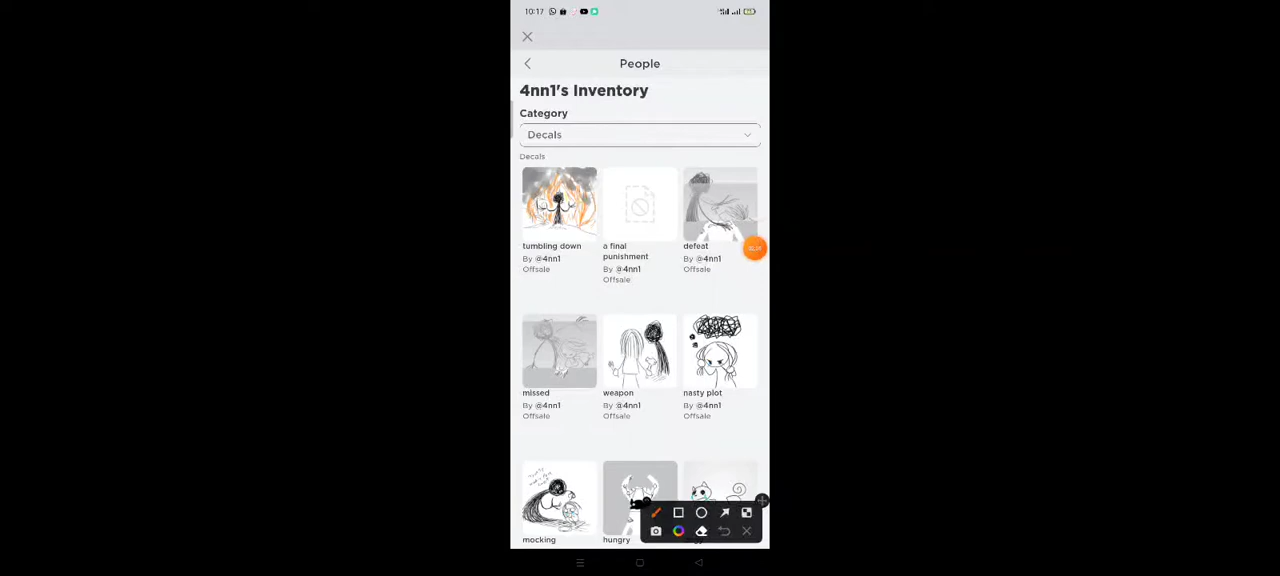 10:17
People
4nn1's Inventory
Category
Decals
Decals
tumbling down
By @4nn1
Offsale
a final
punishment
By @4nn1
Offsale
defeat
By @4nn1
Offsale
missed
By @4nn1
Offsale
weapon
By @4nn1
Offsale
nasty plot
By @4nn1
Offsale
mocking
hungry